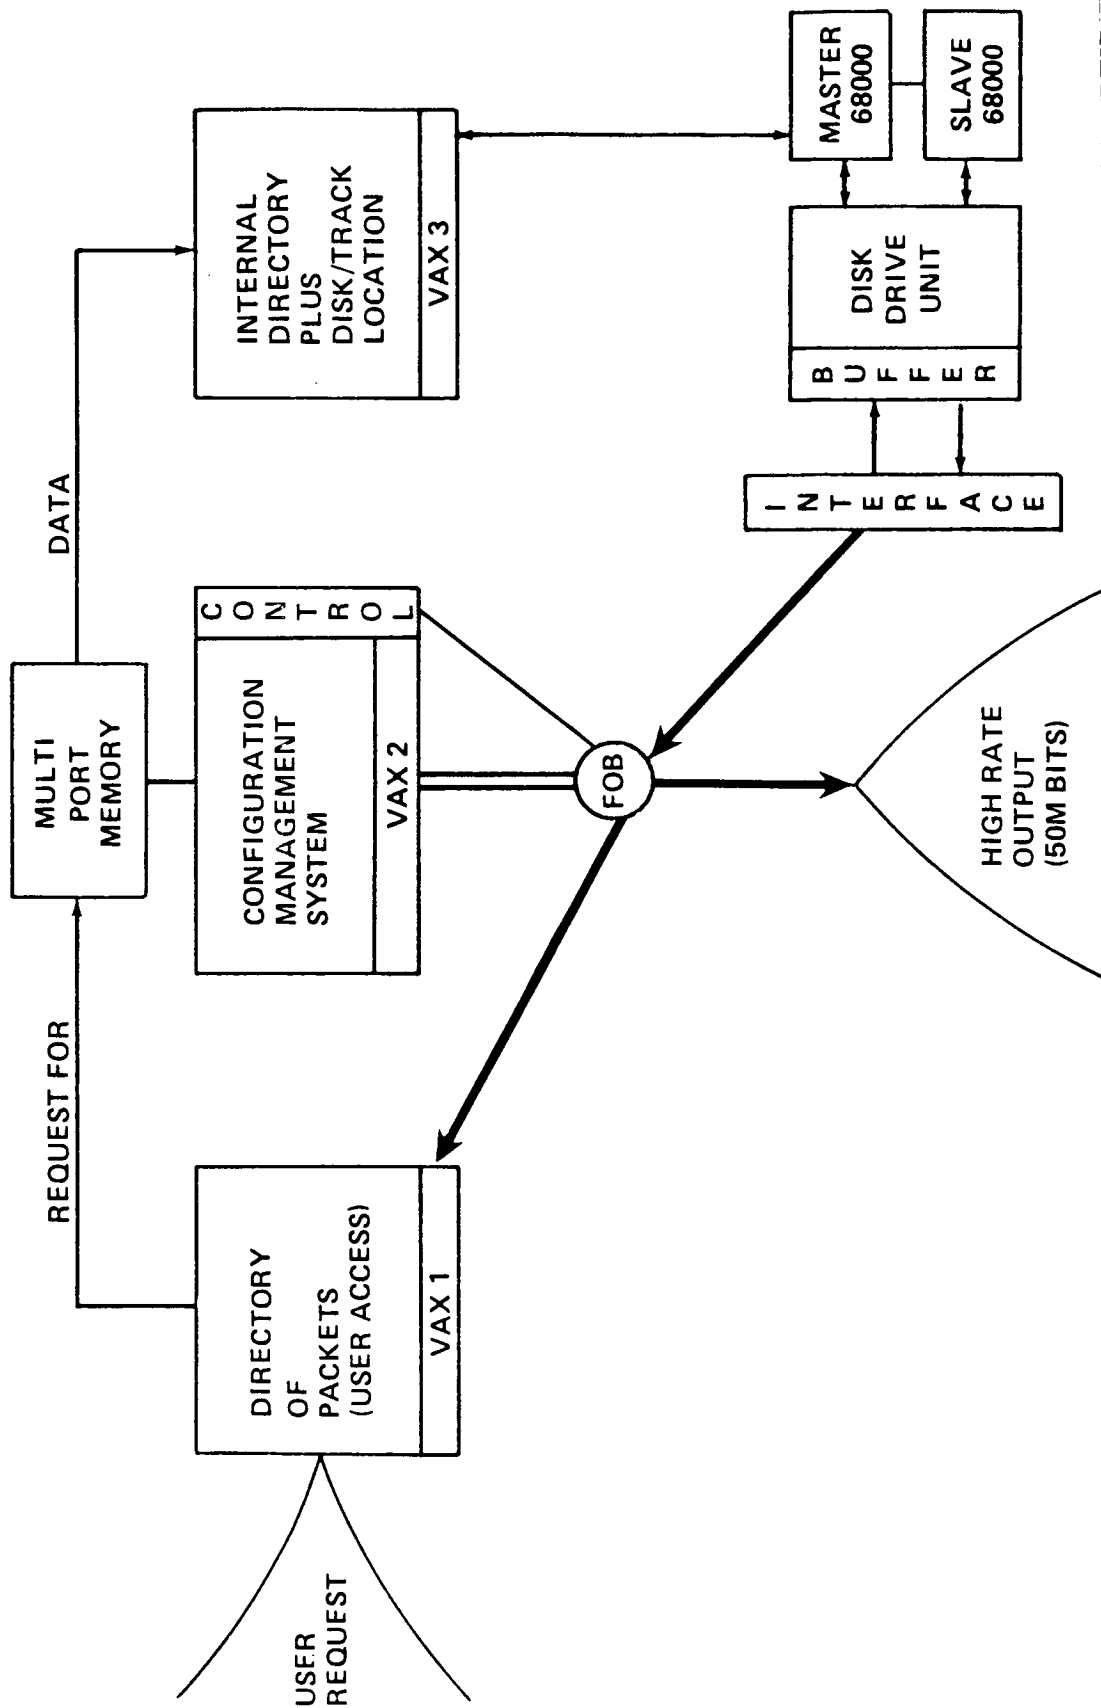 USER
REQUEST
DIRECTORY
OF
PACKETS
(USER ACCESS)
VAX 1
REQUEST FOR
MULTI
PORT
MEMORY
DATA
CONFIGURATION
MANAGEMENT
SYSTEM
VAX 2
CONTROL
INTERNAL
DIRECTORY
PLUS
DISK/TRACK
LOCATION
VAX 3
FOB
HIGH RATE
OUTPUT
(50M BITS)
INTERFACE
BUFFER
DISK
DRIVE
UNIT
MASTER
68000
SLAVE
68000